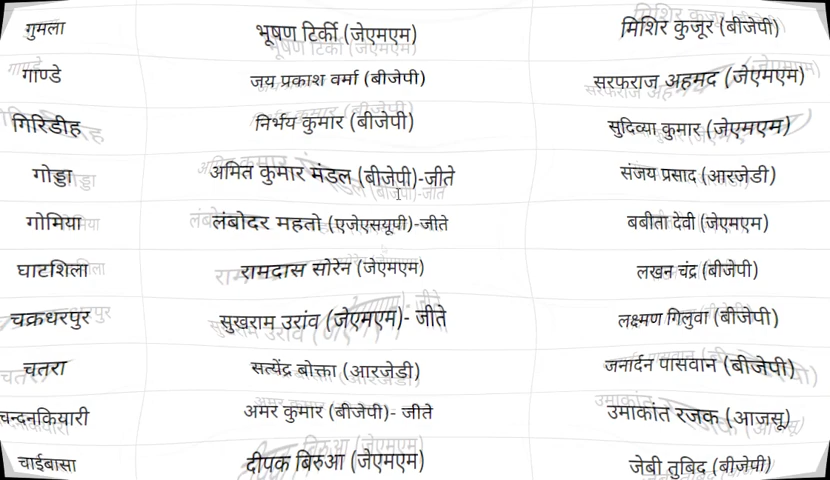 गुमला भूषण टिर्की (जेएमएम) मिशिर कुजूर (बीजेपी)
गाण्डे जय प्रकाश वर्मा (बीजेपी) सरफराज अहमद (जेएमएम)
गिरिडीह निर्भय कुमार (बीजेपी) सुदिव्या कुमार (जेएमएम)
गोड्डा अमित कुमार मंडल (बीजेपी)-जीते संजय प्रसाद (आरजेडी)
गोमिया लंबोदर महतो (एजेएसयूपी)-जीते बबीता देवी (जेएमएम)
घाटशिला रामदास सोरेन (जेएमएम) लखन चंद्र (बीजेपी)
चक्रधरपुर सुखराम उरांव (जेएमएम)- जीते लक्ष्मण गिलुवा (बीजेपी)
चतरा सत्येंद्र बोक्ता (आरजेडी) जनार्दन पासवान (बीजेपी)
चन्दनकियारी अमर कुमार (बीजेपी)- जीते उमाकांत रजक (आजसू)
चाईबासा दीपक बिरुआ (जेएमएम) जेबी तुबिद (बीजेपी)